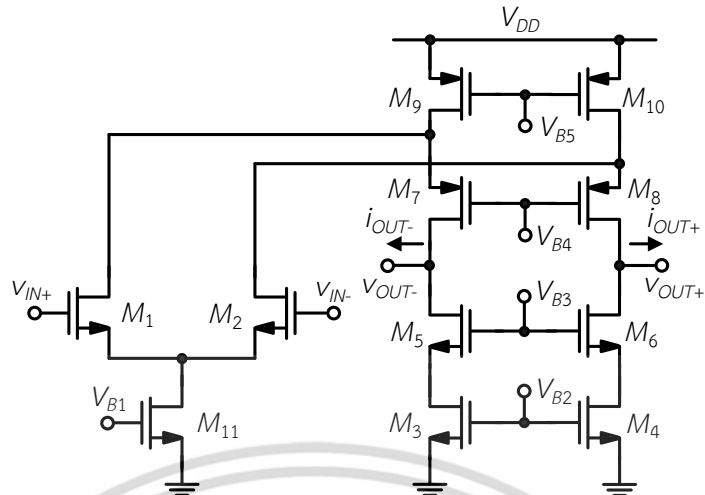 V_DD
M_9
M_10
V_B5
M_7
M_8
i_OUT-
i_OUT+
V_B4
v_OUT-
v_OUT+
v_IN+
v_IN-
M_1
M_2
V_B3
M_5
M_6
V_B1
M_11
V_B2
M_3
M_4